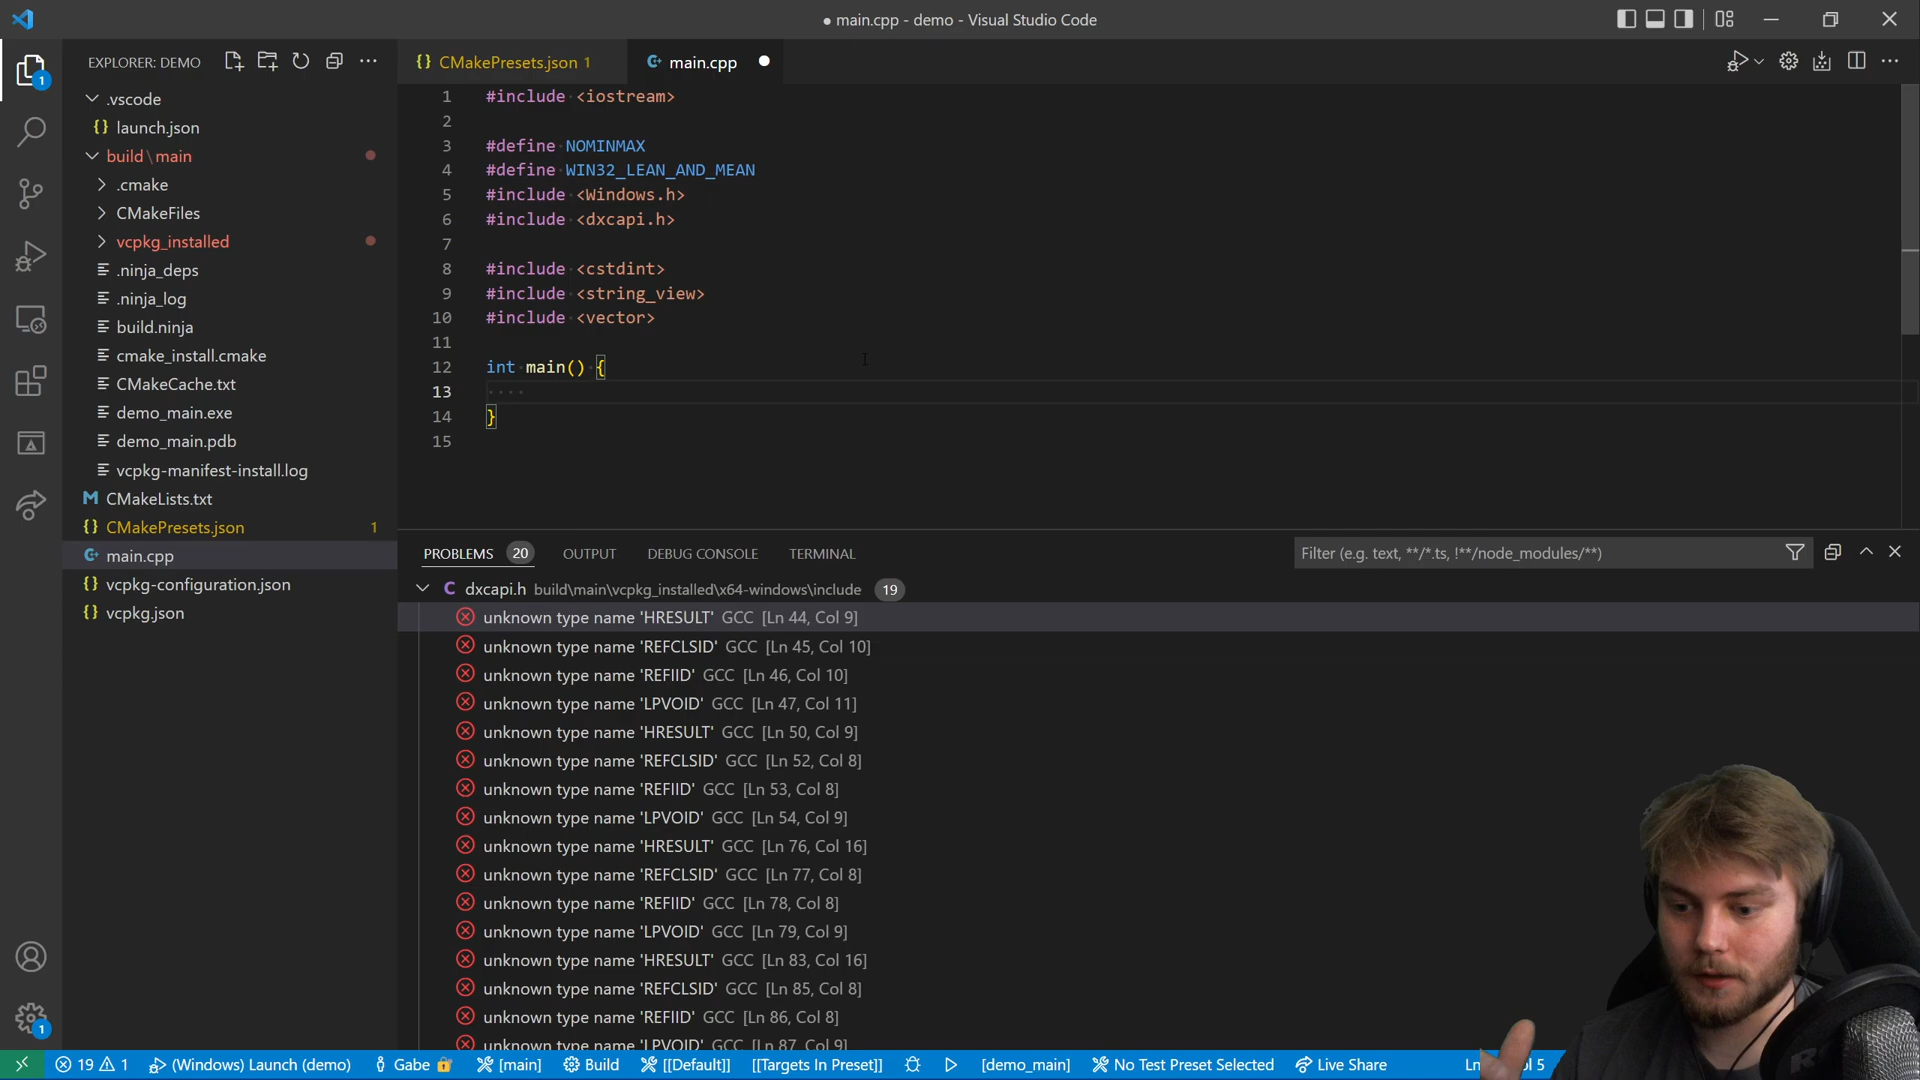 ● main.cpp - demo - Visual Studio Code
EXPLORER: DEMO
.vscode
launch.json
build\main
.cmake
CMakeFiles
vcpkg_installed
.ninja_deps
.ninja_log
build.ninja
cmake_install.cmake
CMakeCache.txt
demo_main.exe
demo_main.pdb
vcpkg-manifest-install.log
CMakeLists.txt
CMakePresets.json 1
main.cpp
vcpkg-configuration.json
vcpkg.json
1
1
CMakePresets.json 1
main.cpp
1 #include <iostream>
2
3 #define NOMINMAX
4 #define WIN32_LEAN_AND_MEAN
5 #include <Windows.h>
6 #include <dxcapi.h>
7
8 #include <cstdint>
9 #include <string_view>
10 #include <vector>
11
12 int main() {
13
14 }
15
PROBLEMS 20 OUTPUT DEBUG CONSOLE TERMINAL
Filter (e.g. text, **/*.ts, !**/node_modules/**)
dxcapi.h build\main\vcpkg_installed\x64-windows\include 19
unknown type name 'HRESULT' GCC [Ln 44, Col 9]
unknown type name 'REFCLSID' GCC [Ln 45, Col 10]
unknown type name 'REFIID' GCC [Ln 46, Col 10]
unknown type name 'LPVOID' GCC [Ln 47, Col 11]
unknown type name 'HRESULT' GCC [Ln 50, Col 9]
unknown type name 'REFCLSID' GCC [Ln 52, Col 8]
unknown type name 'REFIID' GCC [Ln 53, Col 8]
unknown type name 'LPVOID' GCC [Ln 54, Col 9]
unknown type name 'HRESULT' GCC [Ln 76, Col 16]
unknown type name 'REFCLSID' GCC [Ln 77, Col 8]
unknown type name 'REFIID' GCC [Ln 78, Col 8]
unknown type name 'LPVOID' GCC [Ln 79, Col 9]
unknown type name 'HRESULT' GCC [Ln 83, Col 16]
unknown type name 'REFCLSID' GCC [Ln 85, Col 8]
unknown type name 'REFIID' GCC [Ln 86, Col 8]
unknown type name 'LPVOID' GCC [Ln 87, Col 9]
19 1 (Windows) Launch (demo) Gabe [main] Build [[Default]] [[Targets In Preset]] [demo_main] No Test Preset Selected Live Share Ln